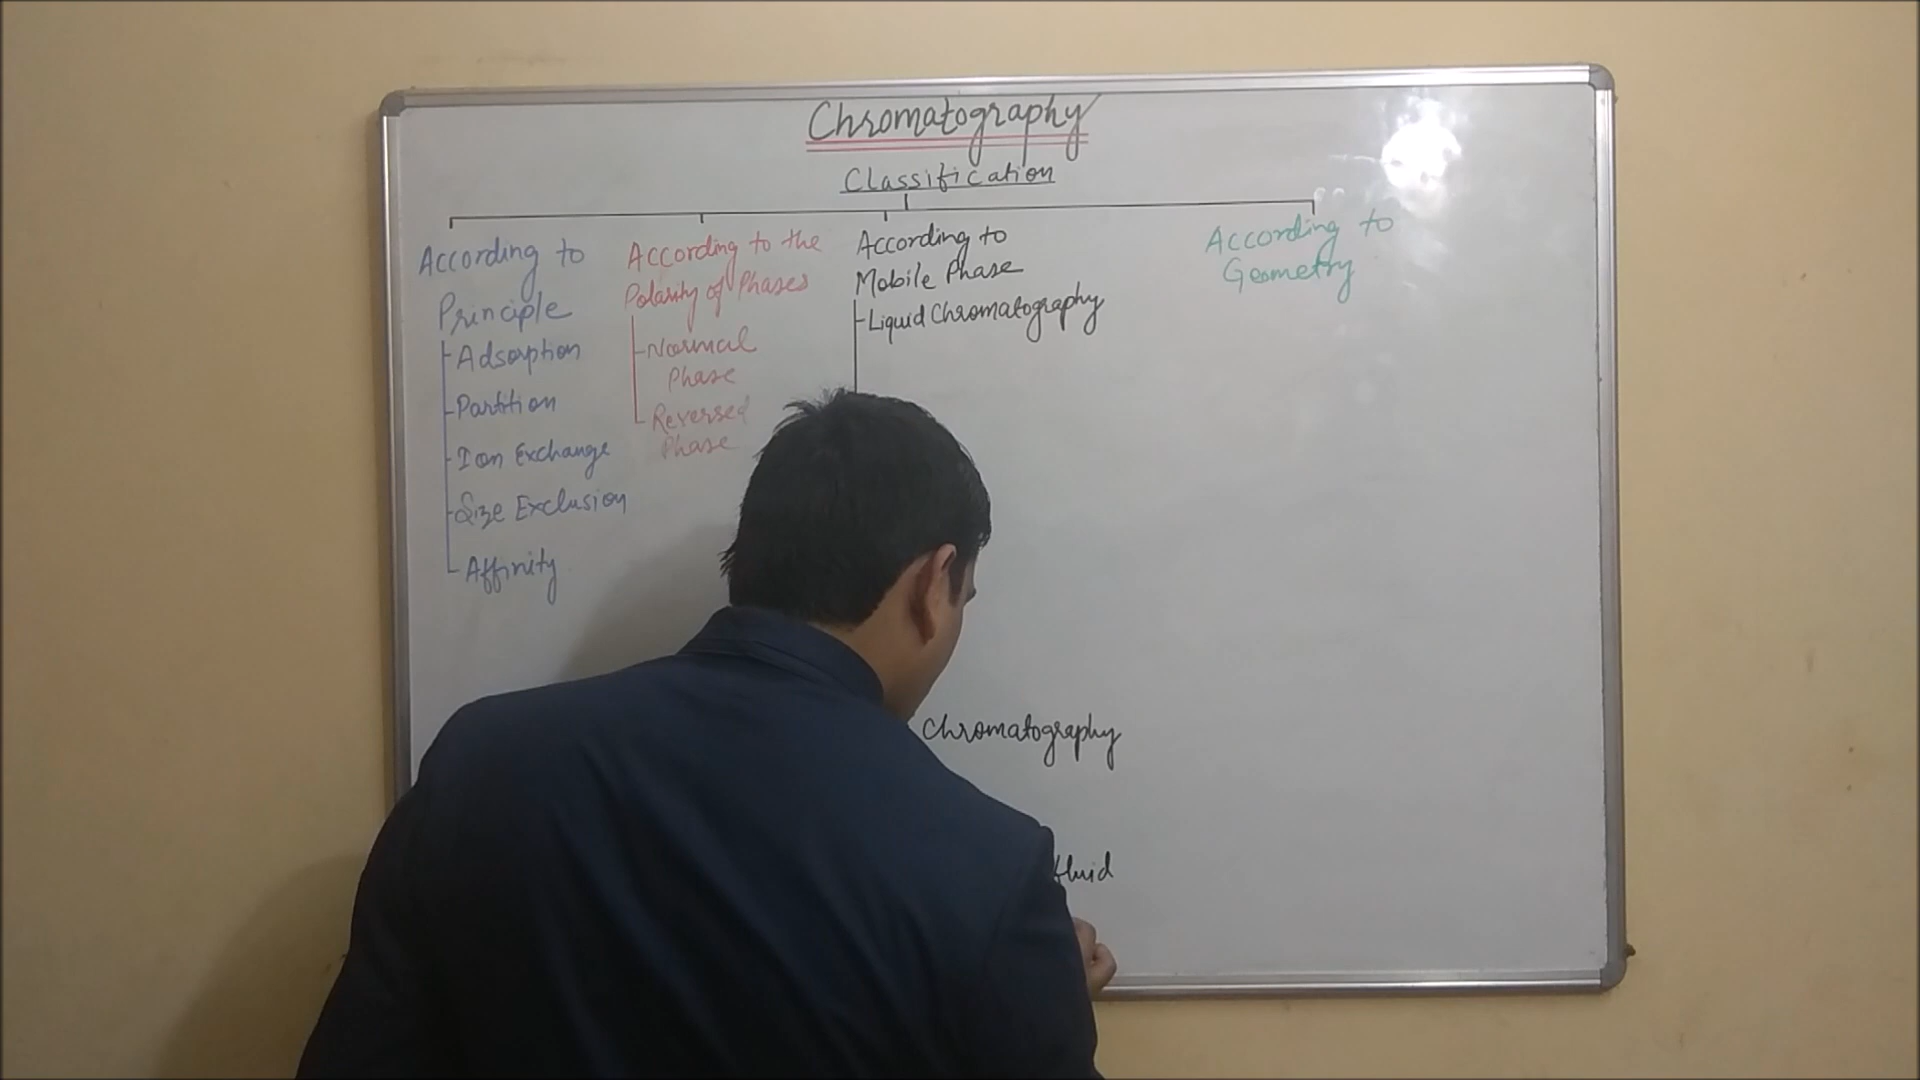 Chromatography
Classification
According to
Principle
Adsorption
Partition
Ion Exchange
Size Exclusion
Affinity
According to the
Polarity of Phases
Normal
Phase
Reversed
Phase
According to
Mobile Phase
Liquid Chromatography
Chromatography
fluid
According to
Geometry